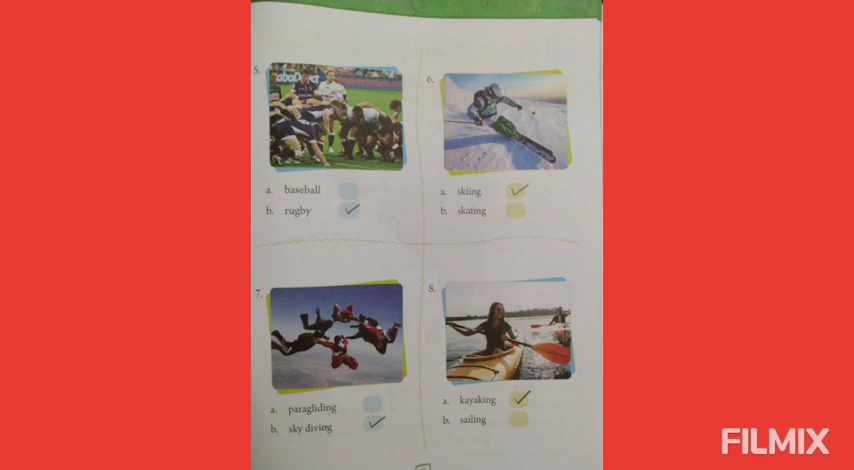 5.
a. baseball
b. rugby
6.
a. skiing
b. skating
7.
a. paragliding
b. sky diving
8.
a. kayaking
b. sailing
FILMIX